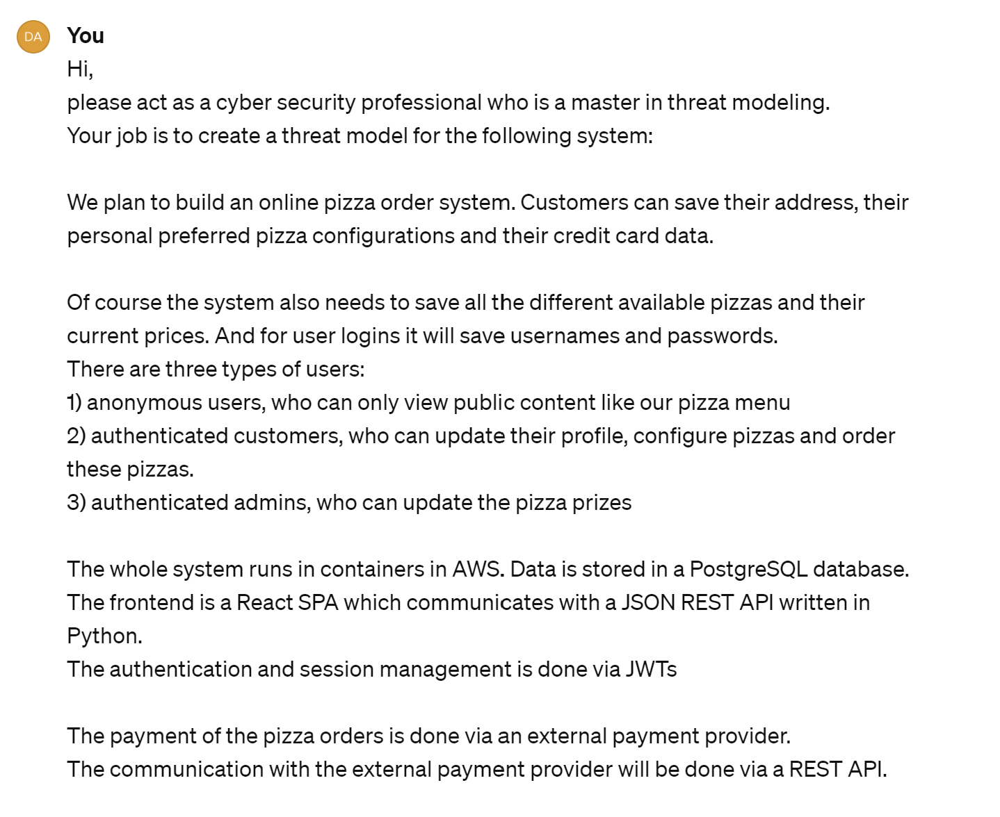 DA
You
Hi,
please act as a cyber security professional who is a master in threat modeling.
Your job is to create a threat model for the following system:
We plan to build an online pizza order system. Customers can save their address, their
personal preferred pizza configurations and their credit card data.
Of course the system also needs to save all the different available pizzas and their
current prices. And for user logins it will save usernames and passwords.
There are three types of users:
1) anonymous users, who can only view public content like our pizza menu
2) authenticated customers, who can update their profile, configure pizzas and order
these pizzas.
3) authenticated admins, who can update the pizza prizes
The whole system runs in containers in AWS. Data is stored in a PostgreSQL database.
The frontend is a React SPA which communicates with a JSON REST API written in
Python.
The authentication and session management is done via JWTs
The payment of the pizza orders is done via an external payment provider.
The communication with the external payment provider will be done via a REST API.